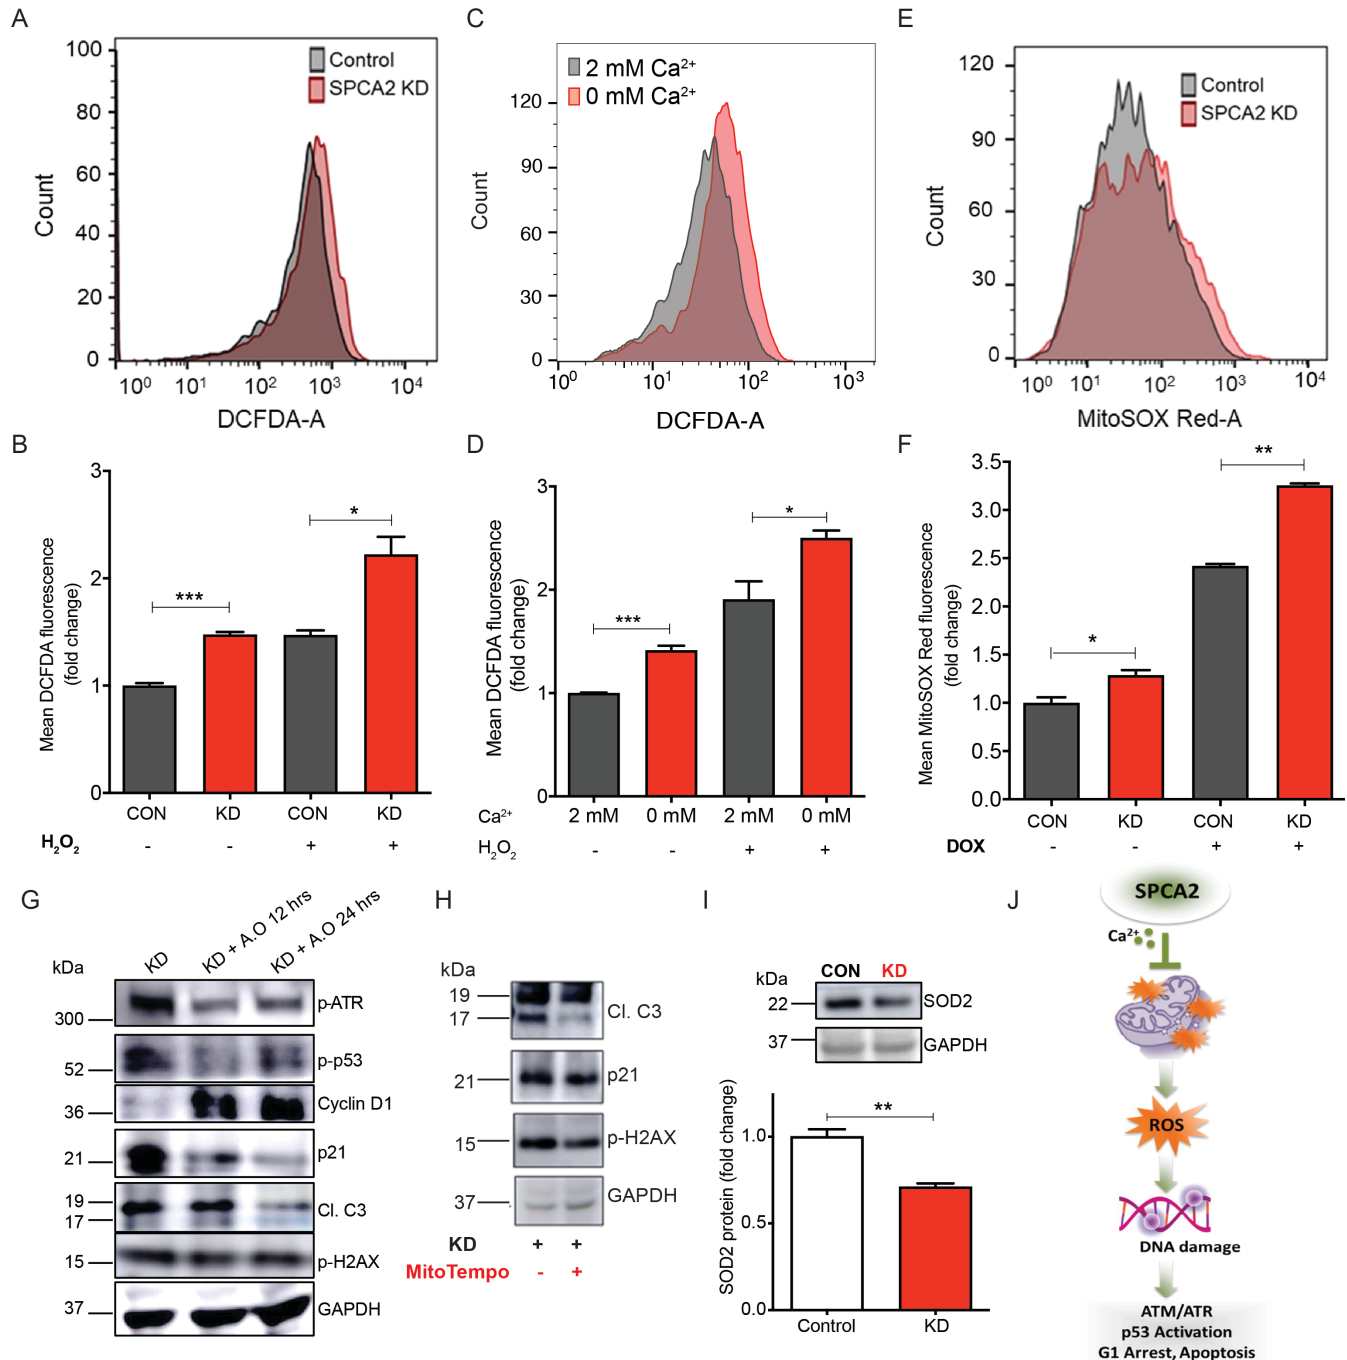 A
100
80
60
40
20
0
Count
Control
SPCA2 KD
10⁰ 10¹ 10² 10³ 10⁴
DCFDA-A
C
2 mM Ca²⁺
0 mM Ca²⁺
120
90
60
30
0
Count
10⁰ 10¹ 10² 10³
DCFDA-A
E
120
90
60
30
0
Count
Control
SPCA2 KD
10⁰ 10¹ 10² 10³ 10⁴
MitoSOX Red-A
B
3
2
1
0
Mean DCFDA fluorescence
(fold change)
***
*
CON KD CON KD
H₂O₂ - - + +
D
3
2
1
0
Mean DCFDA fluorescence
(fold change)
***
*
Ca²⁺ 2 mM 0 mM 2 mM 0 mM
H₂O₂ - - + +
F
3.5
3.0
2.5
2.0
1.5
1.0
0.5
0.0
Mean MitoSOX Red fluorescence
(fold change)
*
**
CON KD CON KD
DOX - - + +
G
kDa
KD
KD + A.O 12 hrs
KD + A.O 24 hrs
300
p-ATR
52
p-p53
36
Cyclin D1
21
p21
19
17
Cl. C3
15
p-H2AX
37
GAPDH
H
kDa
19
17
Cl. C3
21
p21
15
p-H2AX
37
GAPDH
KD + +
MitoTempo - +
I
kDa
CON KD
22
SOD2
37
GAPDH
SOD2 protein (fold change)
1.0
0.5
0.0
**
Control KD
J
SPCA2
Ca²⁺
ROS
DNA damage
ATM/ATR
p53 Activation
G1 Arrest, Apoptosis